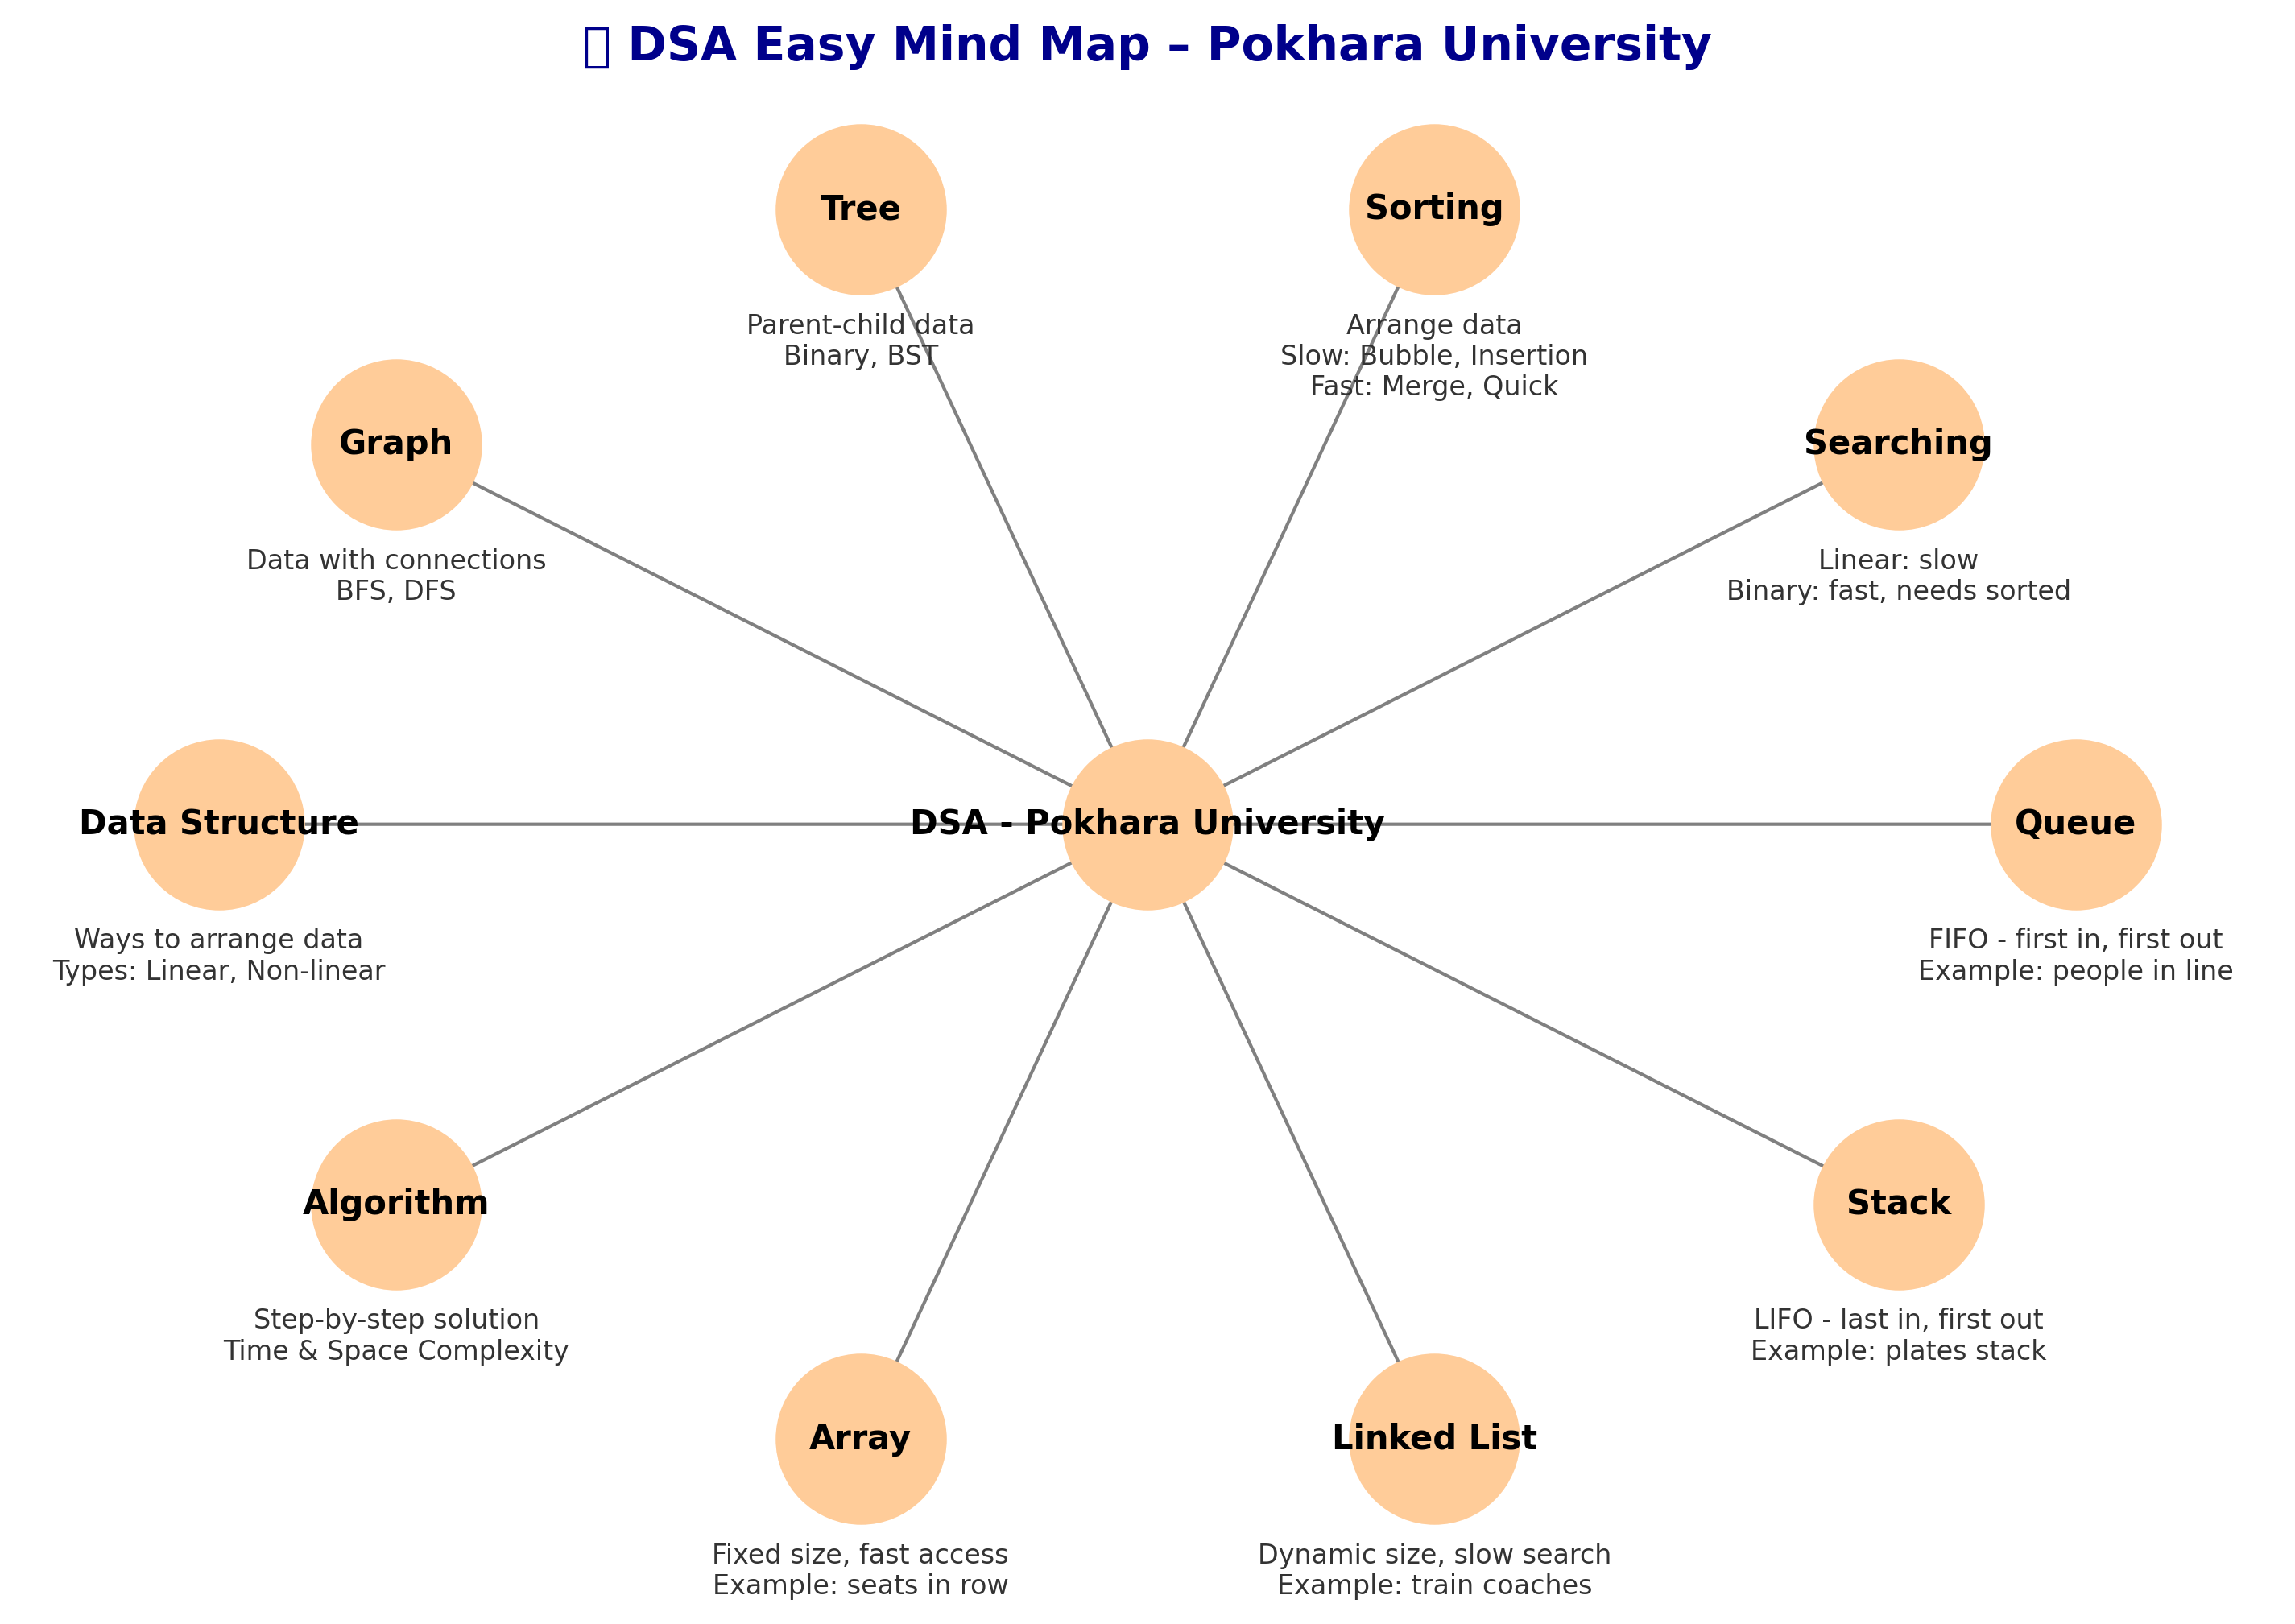 DSA Easy Mind Map – Pokhara University
Tree
Parent-child data
Binary, BST
Sorting
Arrange data
Slow: Bubble, Insertion
Fast: Merge, Quick
Graph
Data with connections
BFS, DFS
Searching
Linear: slow
Binary: fast, needs sorted
Data Structure
Ways to arrange data
Types: Linear, Non-linear
DSA - Pokhara University
Queue
FIFO - first in, first out
Example: people in line
Algorithm
Step-by-step solution
Time & Space Complexity
Stack
LIFO - last in, first out
Example: plates stack
Array
Fixed size, fast access
Example: seats in row
Linked List
Dynamic size, slow search
Example: train coaches